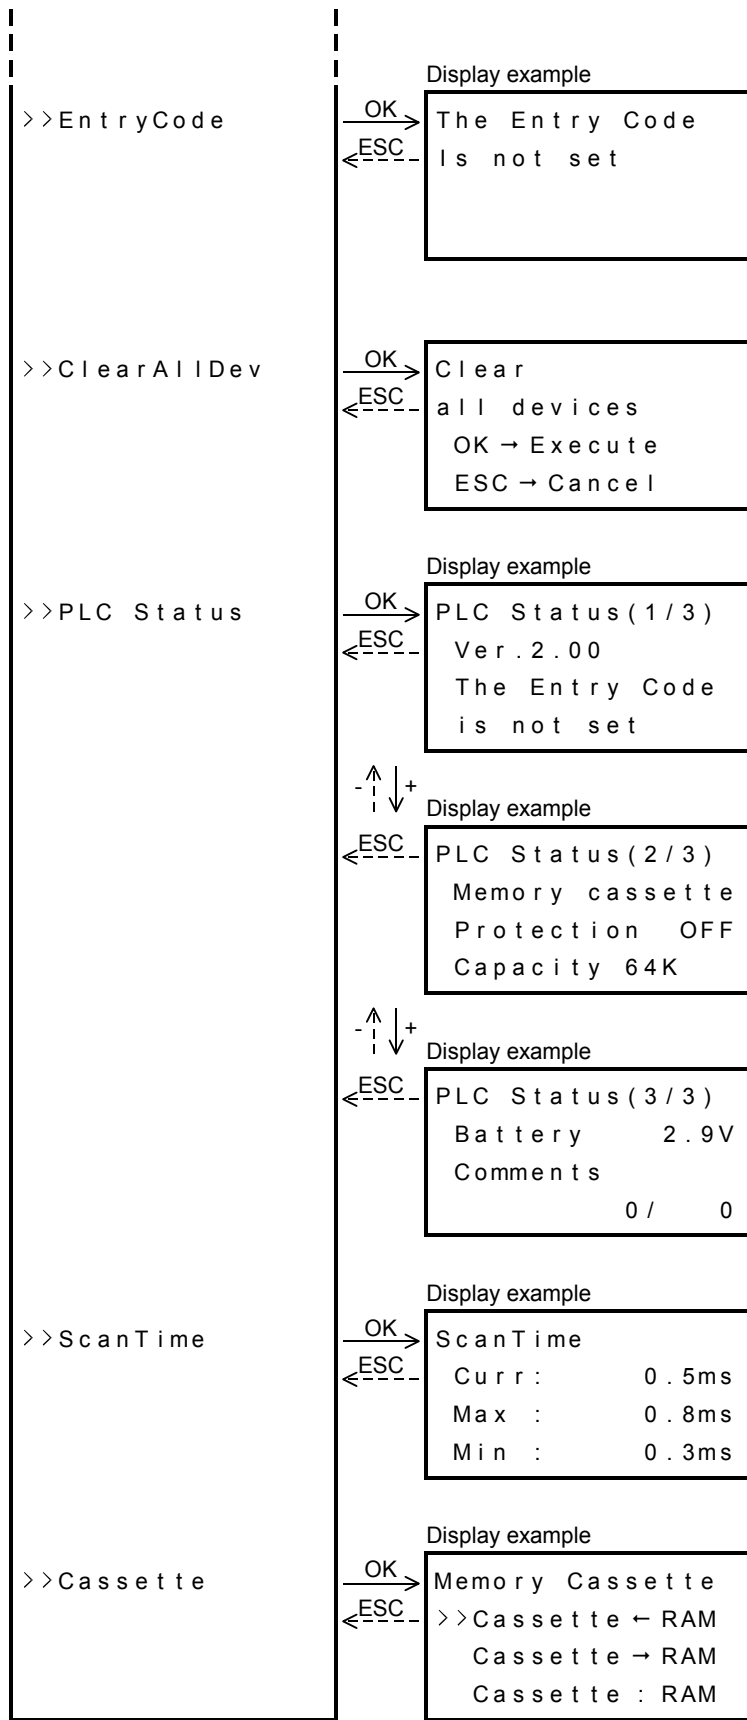 Display example
>>EntryCode
OK
ESC
The Entry Code
Is not set
>>ClearAllDev
OK
ESC
Clear
all devices
OK → Execute
ESC → Cancel
Display example
>>PLC Status
OK
ESC
PLC Status(1/3)
Ver.2.00
The Entry Code
is not set
- +
Display example
ESC
PLC Status(2/3)
Memory cassette
Protection OFF
Capacity 64K
- +
Display example
ESC
PLC Status(3/3)
Battery 2.9V
Comments
0/ 0
Display example
>>ScanTime
OK
ESC
ScanTime
Curr: 0.5ms
Max : 0.8ms
Min : 0.3ms
Display example
>>Cassette
OK
ESC
Memory Cassette
>>Cassette ← RAM
Cassette → RAM
Cassette : RAM